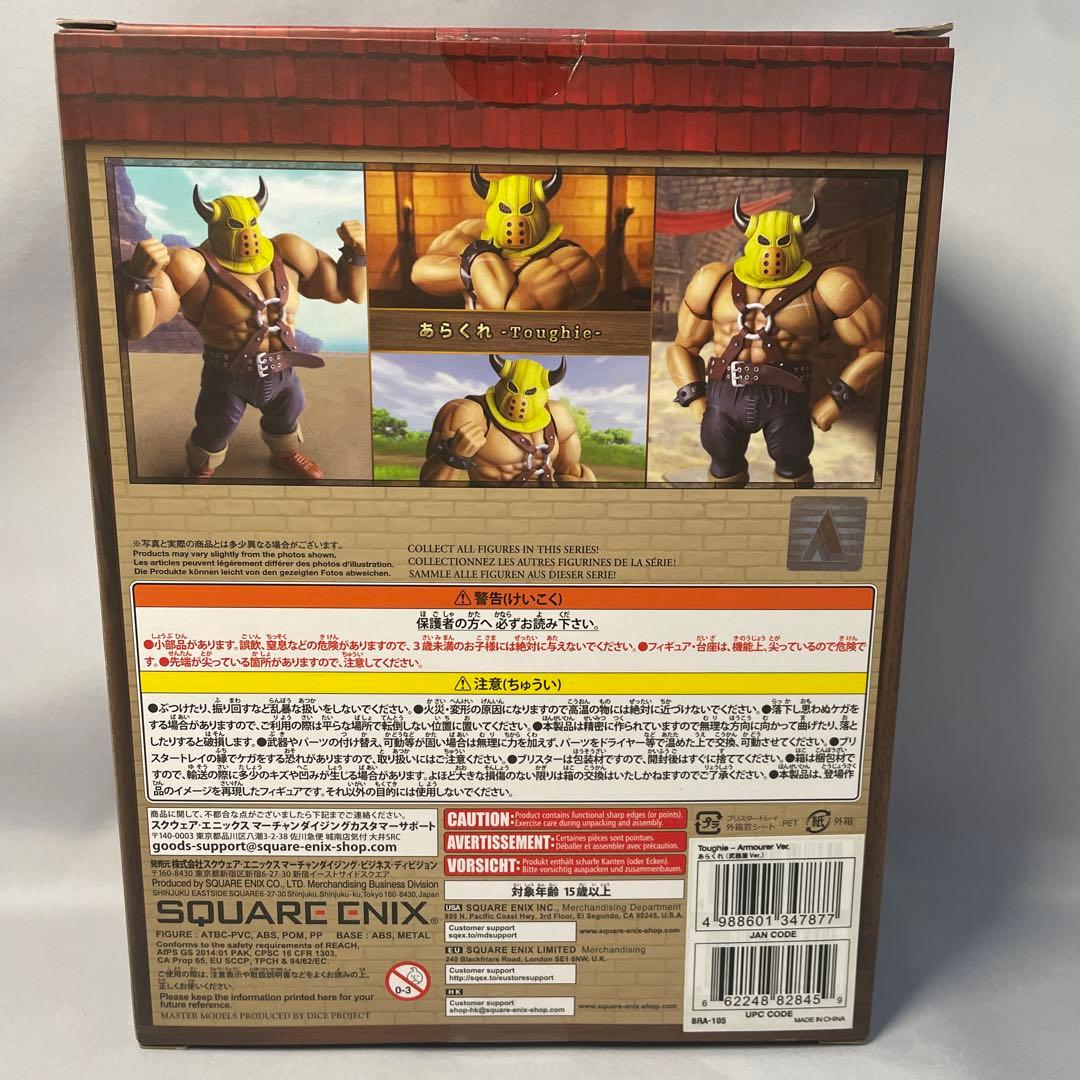 あらくれ -Toughie-
※写真と実際の商品とは多少異なる場合がございます。
Products may vary slightly from the photos shown.
Les articles peuvent légèrement différer des photos d'illustration.
Die Produkte können leicht von den gezeigten Fotos abweichen.
COLLECT ALL FIGURES IN THIS SERIES!
COLLECTIONNEZ LES AUTRES FIGURINES DE LA SÉRIE!
SAMMLE ALLE FIGUREN AUS DIESER SERIE!
⚠警告(けいこく)
保護者の方へ 必ずお読み下さい。
●小部品があります。誤飲、窒息などの危険がありますので、3歳未満のお子様には絶対に与えないでください。●フィギュア・台座は、機能上、尖っているので危険で
す。●先端が尖っている箇所がありますので、注意してください。
⚠注意(ちゅうい)
●ぶつけたり、振り回すなど乱暴な扱いをしないでください。●火災・変形の原因になりますので高温の物には絶対に近づけないでください。●落下し思わぬケガを
する場合がありますので、ご利用の際は平らな場所で転倒しない位置に置いてください。●本製品は精密に作られていますので無理な方向に向かって曲げたり、落と
したりすると破損します。●武器やパーツの付け替え、可動等が固い場合は無理に力を加えず、パーツをドライヤー等で温めた上で交換、可動させてください。●ブリ
スタートレイの縁でケガをする恐れがありますので、取り扱いにはご注意ください。●ブリスターは包装材ですので、開封後はすぐに捨ててください。●箱は梱包材で
すので、輸送の際に多少のキズや凹みが生じる場合があります。よほど大きな損傷のない限りは箱の交換はいたしかねますのでご了承ください。●本製品は、登場作
品のイメージを再現したフィギュアです。それ以外の目的には使用しないでください。
商品に関して、不都合な点がございましたら下記までご連絡ください。
スクウェア・エニックス マーチャンダイジングカスタマーサポート
〒140-0003 東京都品川区八潮3-2-38 佐川急便 城南店気付 大井SRC
goods-support@square-enix-shop.com
発売元 株式会社スクウェア・エニックス マーチャンダイジング・ビジネス・ディビジョン
〒160-8430 東京都新宿区新宿6-27-30 新宿イーストサイドスクエア
Produced by SQUARE ENIX CO., LTD. Merchandising Business Division
SHINJUKU EASTSIDE SQUARE6-27-30 Shinjuku, Shinjuku-ku,Tokyo 160-8430, Japan
SQUARE ENIX®
FIGURE : ATBC-PVC, ABS, POM, PP BASE : ABS, METAL
Conforms to the safety requirements of REACH,
AfPS GS 2014:01 PAK, CPSC 16 CFR 1303,
CA Prop 65, EU SCCP, TPCH & 94/62/EC.
ご使用の際は、注意表示や取扱説明書などをよくお読みの上、
正しくお使いください。
Please keep the information printed here for your
future reference.
MASTER MODELS PRODUCED BY DICE PROJECT
0-3
CAUTION •Product contains functional sharp edges (or points).
•Exercise care during unpacking and assembly.
AVERTISSEMENT •Certaines pièces sont pointues.
•Déballer et assembler avec précaution.
VORSICHT •Produkt enthält scharfe Kanten (oder Ecken).
•Bitte vorsichtig auspacken und zusammenbauen.
対象年齢 15歳以上
USA SQUARE ENIX INC., Merchandising Department
999 N. Pacific Coast Hwy. 3rd Floor, El Segundo, CA 90245, U.S.A.
Customer support
sqex.to/mdsupport
www.square-enix-shop.com
EU SQUARE ENIX LIMITED Merchandising
240 Blackfriars Road, London SE1 8NW, U.K.
Customer support
http://sqex.to/eustoresupport
HK
Customer support
shop-hk@square-enix-shop.com
www.square-enix-shop.com
プラ ブリスタートレイ
外箱窓シート :PET
紙 外箱
Toughie – Armourer Ver.
あらくれ (武器屋 Ver.)
4 988601 347877
JAN CODE
6 62248 82845 9
UPC CODE
BRA-105
MADE IN CHINA